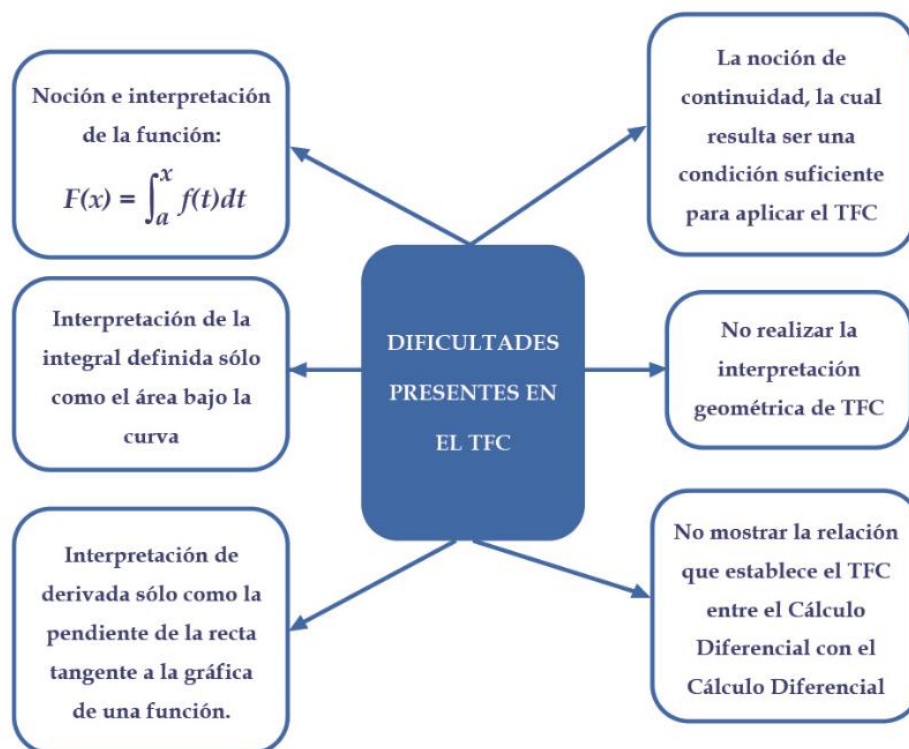 Noción e interpretación
de la función:
F(x) = ∫_a^x f(t)dt
La noción de
continuidad, la cual
resulta ser una
condición suficiente
para aplicar el TFC
Interpretación de la
integral definida sólo
como el área bajo la
curva
DIFICULTADES
PRESENTES EN
EL TFC
No realizar la
interpretación
geométrica de TFC
Interpretación de
derivada sólo como la
pendiente de la recta
tangente a la gráfica
de una función.
No mostrar la relación
que establece el TFC
entre el Cálculo
Diferencial con el
Cálculo Diferencial